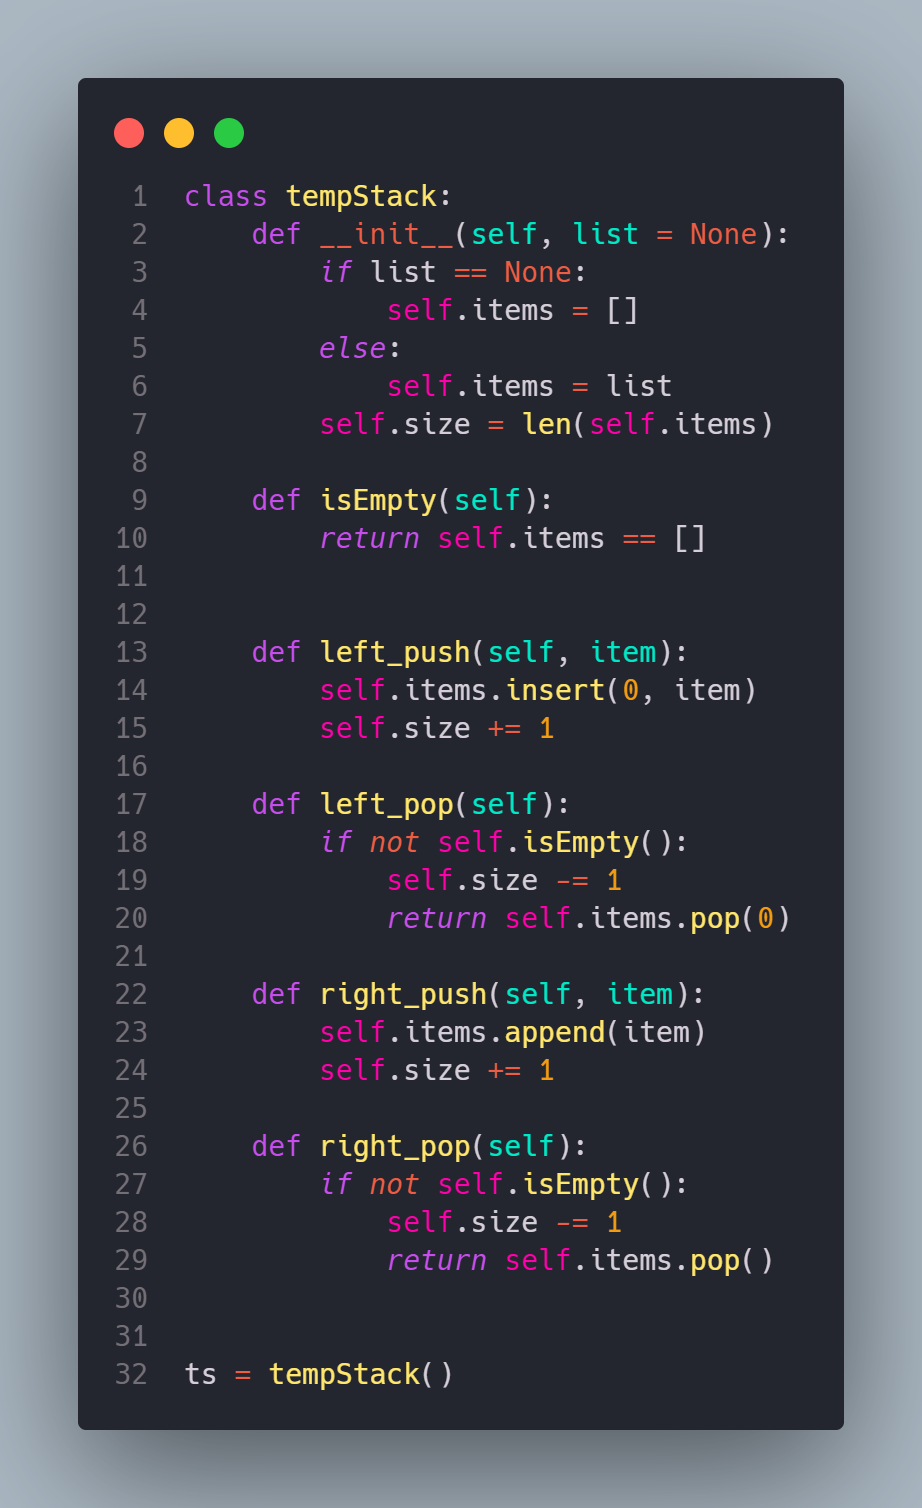 1 class tempStack:
2     def __init__(self, list = None):
3         if list == None:
4             self.items = []
5         else:
6             self.items = list
7         self.size = len(self.items)
8
9     def isEmpty(self):
10         return self.items == []
11
12
13     def left_push(self, item):
14         self.items.insert(0, item)
15         self.size += 1
16
17     def left_pop(self):
18         if not self.isEmpty():
19             self.size -= 1
20             return self.items.pop(0)
21
22     def right_push(self, item):
23         self.items.append(item)
24         self.size += 1
25
26     def right_pop(self):
27         if not self.isEmpty():
28             self.size -= 1
29             return self.items.pop()
30
31
32 ts = tempStack()